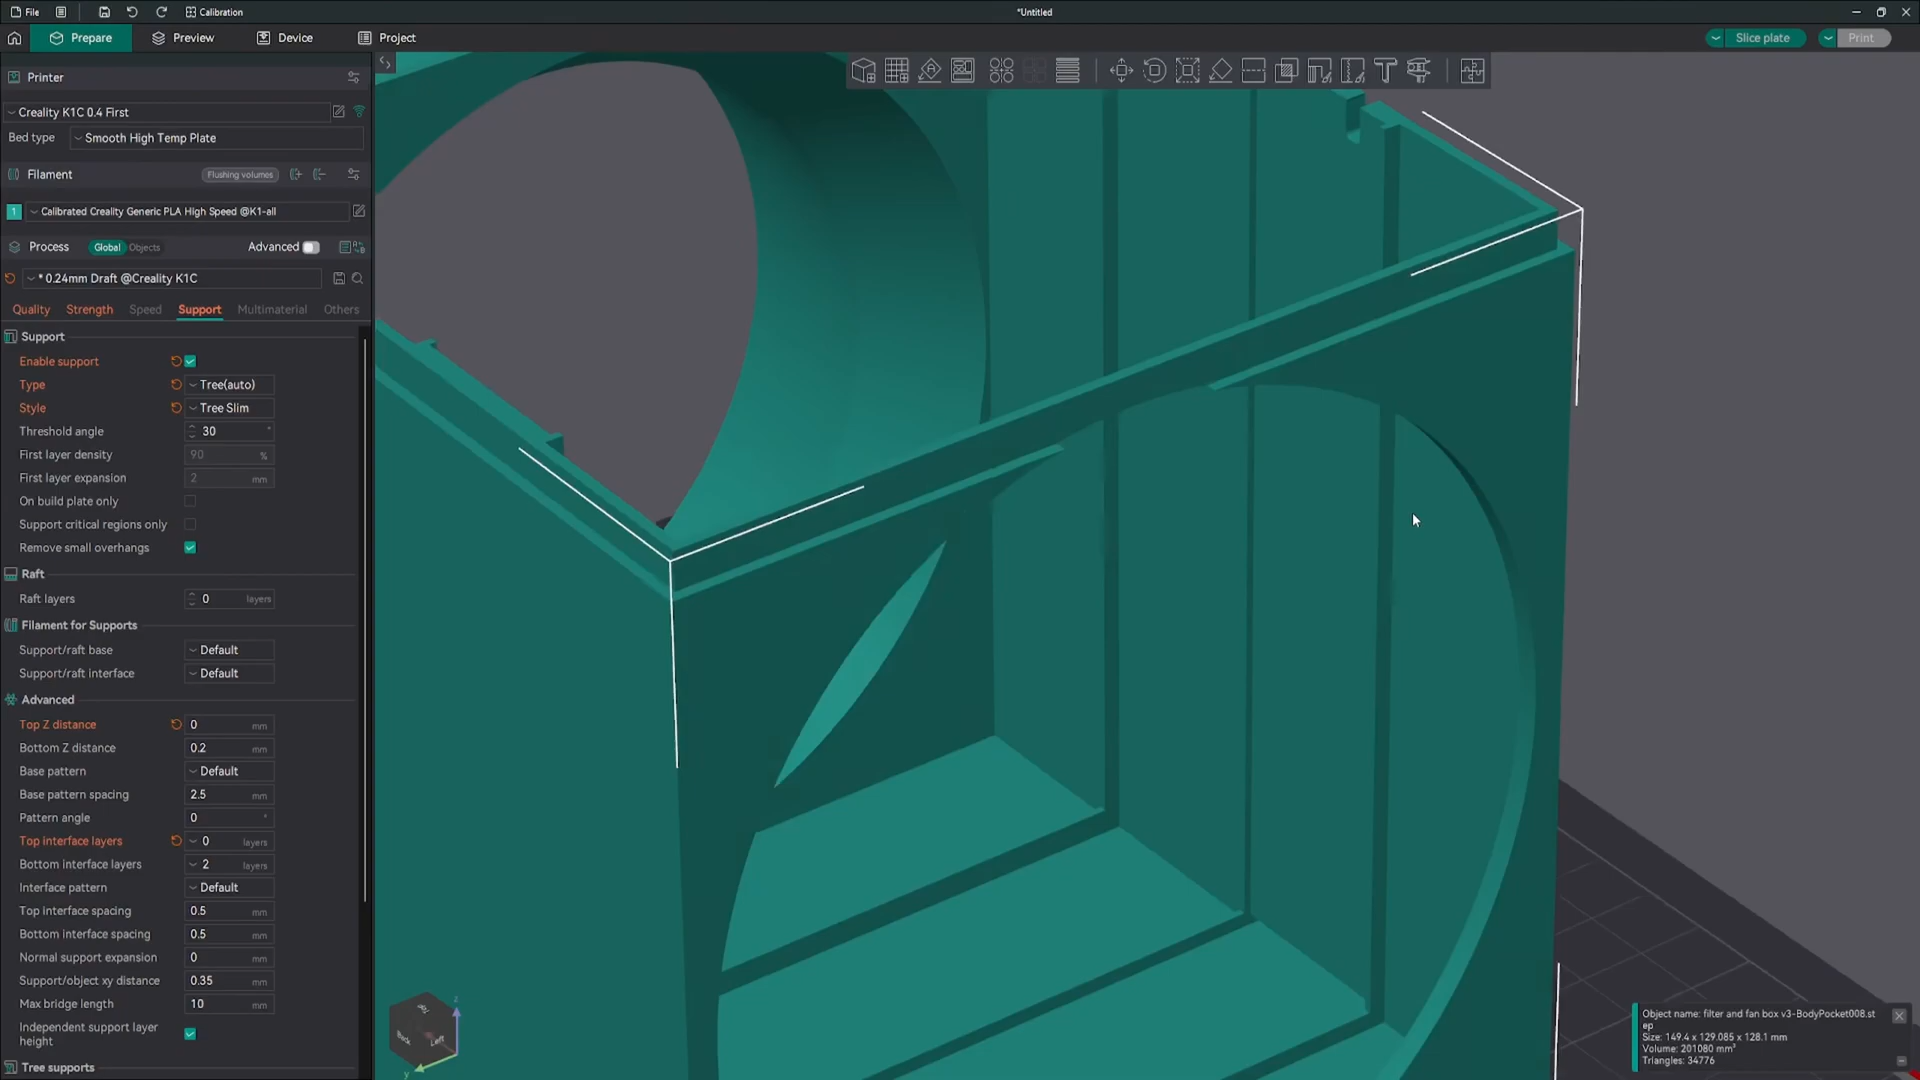 File
Calibration
*Untitled
Prepare
Preview
Device
Project
Slice plate
Print
Printer
Creality K1C 0.4 First
Bed type
Smooth High Temp Plate
Filament
Flushing volumes
1
Calibrated Creality Generic PLA High Speed @K1-all
Process
Global
Objects
Advanced
* 0.24mm Draft @Creality K1C
Quality
Strength
Speed
Support
Multimaterial
Others
Support
Enable support
Type
Tree(auto)
Style
Tree Slim
Threshold angle
30 °
First layer density
90 %
First layer expansion
2 mm
On build plate only
Support critical regions only
Remove small overhangs
Raft
Raft layers
0 layers
Filament for Supports
Support/raft base
Default
Support/raft interface
Default
Advanced
Top Z distance
0 mm
Bottom Z distance
0.2 mm
Base pattern
Default
Base pattern spacing
2.5 mm
Pattern angle
0 °
Top interface layers
0 layers
Bottom interface layers
2 layers
Interface pattern
Default
Top interface spacing
0.5 mm
Bottom interface spacing
0.5 mm
Normal support expansion
0 mm
Support/object xy distance
0.35 mm
Max bridge length
10 mm
Independent support layer
height
Tree supports
Top
Back
Left
z
y
Object name: filter and fan box v3-BodyPocket008.st
ep
Size: 149.4 x 129.085 x 128.1 mm
Volume: 201080 mm³
Triangles: 34776